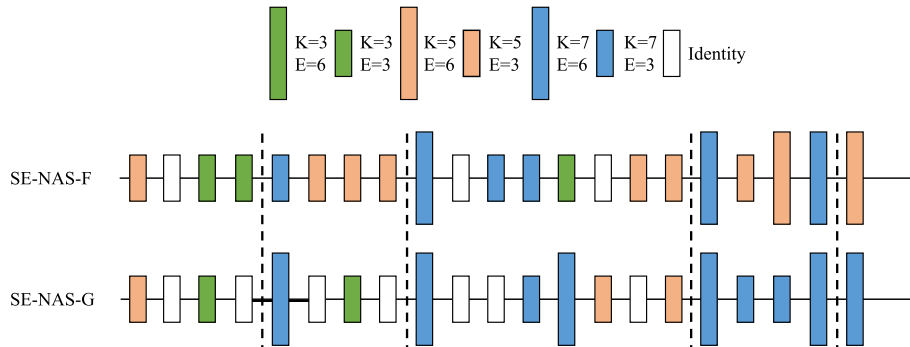 K=3 K=3 K=5 K=5 K=7 K=7
E=6 E=3 E=6 E=3 E=6 E=3 Identity
SE-NAS-F
SE-NAS-G